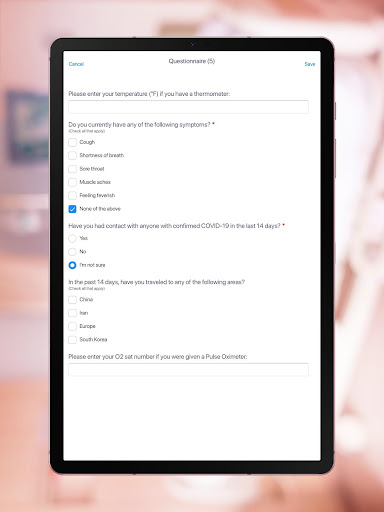 Cancel
Questionnaire (5)
Save
Please enter your temperature (°F) if you have a thermometer:
Do you currently have any of the following symptoms? *
(Check all that apply)
Cough
Shortness of breath
Sore throat
Muscle aches
Feeling feverish
None of the above
Have you had contact with anyone with confirmed COVID-19 in the last 14 days? *
Yes
No
I'm not sure
In the past 14 days, have you traveled to any of the following areas?
(Check all that apply)
China
Iran
Europe
South Korea
Please enter your O2 sat number if you were given a Pulse Oximeter: